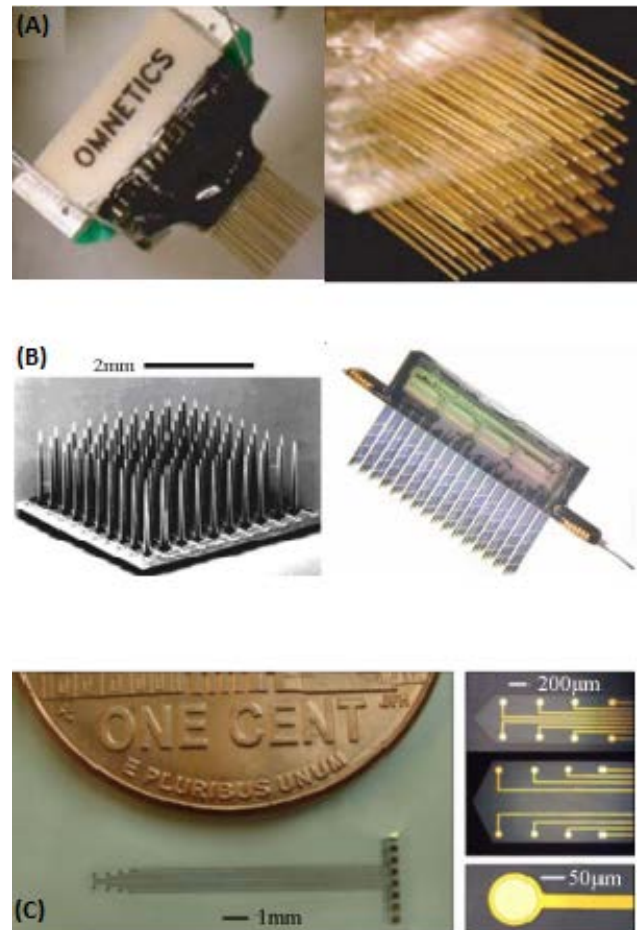 (A)
OMNETICS
(B)
2mm
ONE CENT
E PLURIBUS UNUM
200μm
50μm
(C)
1mm